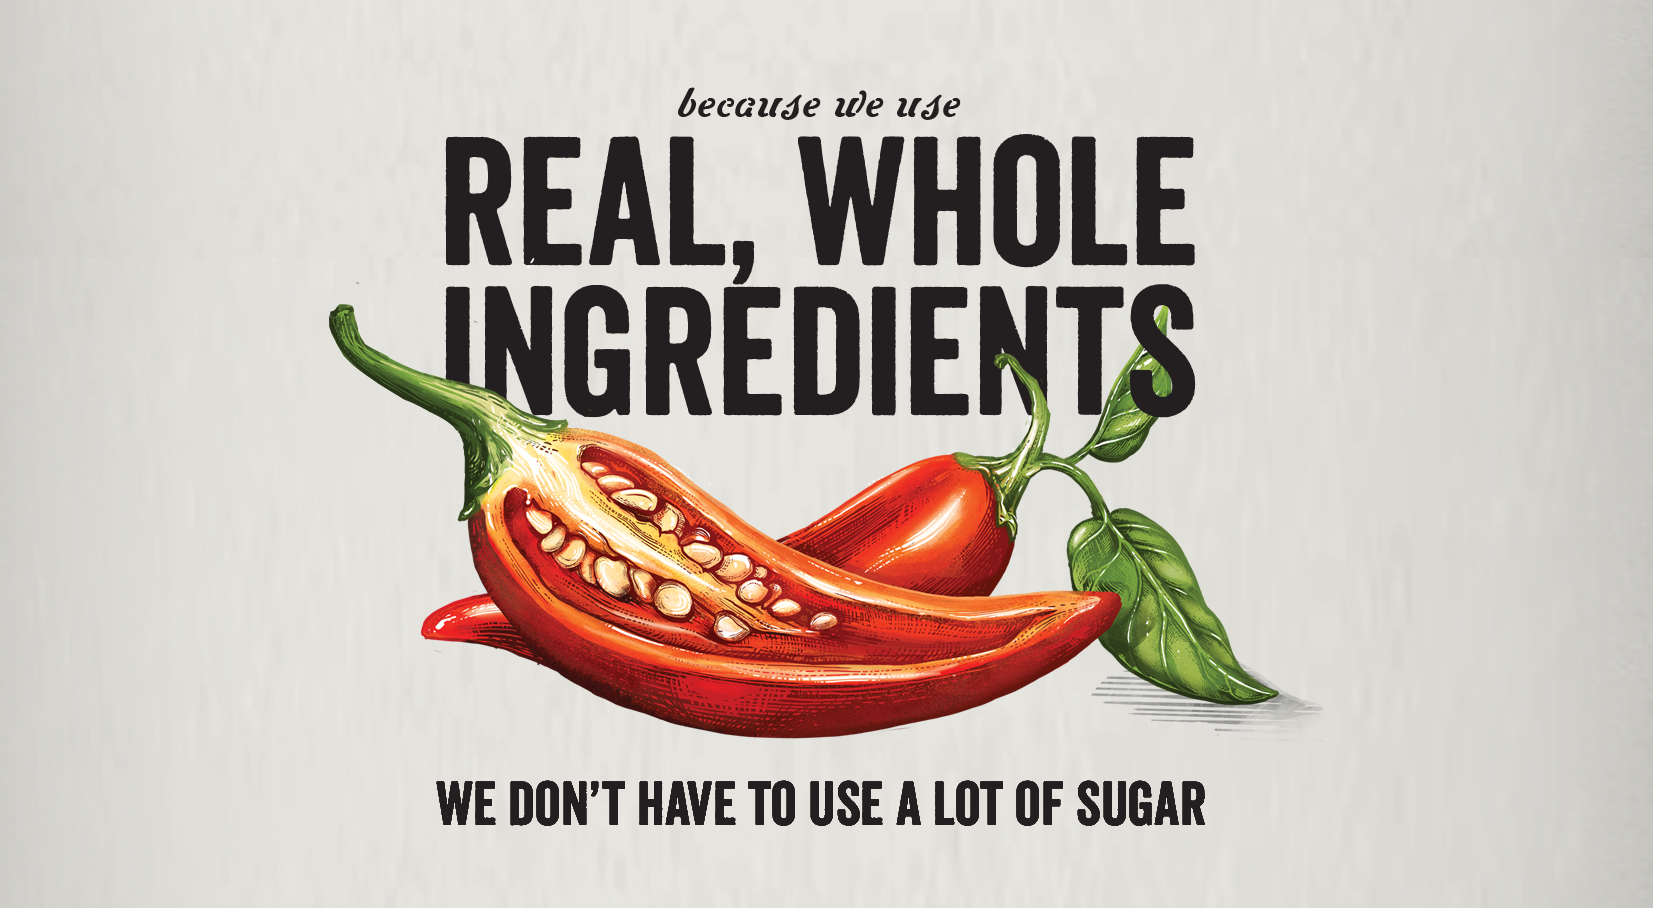 because we use
REAL, WHOLE
INGREDIENTS
WE DON'T HAVE TO USE A LOT OF SUGAR